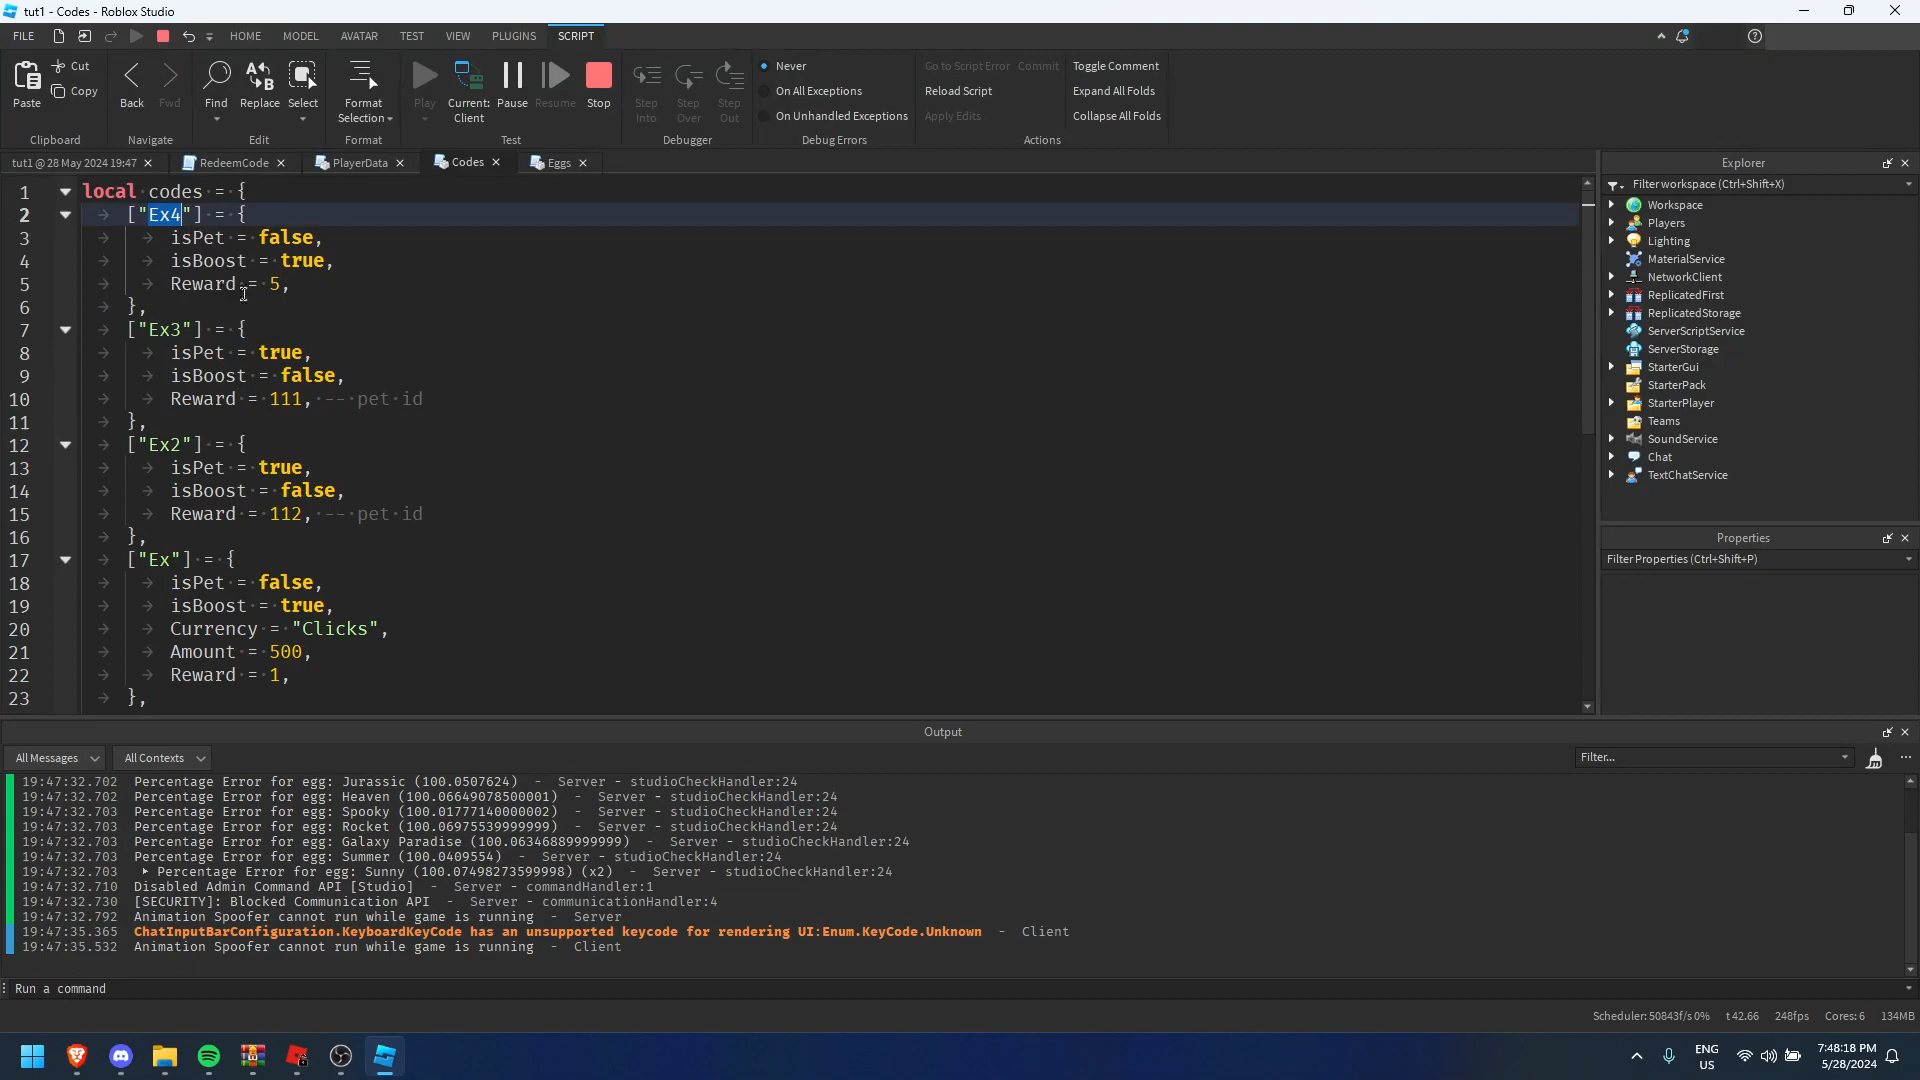 tut1 - Codes - Roblox Studio
FILE HOME MODEL AVATAR TEST VIEW PLUGINS SCRIPT
Paste Cut Copy Clipboard
Back Fwd Navigate
Find Replace Select Edit
Format Selection Format
Play Current: Client Pause Resume Stop Test
Step Into Step Over Step Out Debugger
Never
On All Exceptions
On Unhandled Exceptions
Debug Errors
Go to Script Error Commit Toggle Comment
Reload Script Expand All Folds
Apply Edits Collapse All Folds
Actions
tut1 @ 28 May 2024 19:47 RedeemCode PlayerData Codes Eggs
1 local codes = {
2 ["Ex4"] = {
3 isPet = false,
4 isBoost = true,
5 Reward = 5,
6 },
7 ["Ex3"] = {
8 isPet = true,
9 isBoost = false,
10 Reward = 111, -- pet id
11 },
12 ["Ex2"] = {
13 isPet = true,
14 isBoost = false,
15 Reward = 112, -- pet id
16 },
17 ["Ex"] = {
18 isPet = false,
19 isBoost = true,
20 Currency = "Clicks",
21 Amount = 500,
22 Reward = 1,
23 },
Explorer
Filter workspace (Ctrl+Shift+X)
Workspace
Players
Lighting
MaterialService
NetworkClient
ReplicatedFirst
ReplicatedStorage
ServerScriptService
ServerStorage
StarterGui
StarterPack
StarterPlayer
Teams
SoundService
Chat
TextChatService
Properties
Filter Properties (Ctrl+Shift+P)
Output
All Messages All Contexts Filter...
19:47:32.702 Percentage Error for egg: Jurassic (100.0507624) - Server - studioCheckHandler:24
19:47:32.702 Percentage Error for egg: Heaven (100.06649078500001) - Server - studioCheckHandler:24
19:47:32.703 Percentage Error for egg: Spooky (100.01777140000002) - Server - studioCheckHandler:24
19:47:32.703 Percentage Error for egg: Rocket (100.06975539999999) - Server - studioCheckHandler:24
19:47:32.703 Percentage Error for egg: Galaxy Paradise (100.06346889999999) - Server - studioCheckHandler:24
19:47:32.703 Percentage Error for egg: Summer (100.0409554) - Server - studioCheckHandler:24
19:47:32.703 Percentage Error for egg: Sunny (100.07498273599998) (x2) - Server - studioCheckHandler:24
19:47:32.710 Disabled Admin Command API [Studio] - Server - commandHandler:1
19:47:32.730 [SECURITY]: Blocked Communication API - Server - communicationHandler:4
19:47:32.792 Animation Spoofer cannot run while game is running - Server
19:47:35.365 ChatInputBarConfiguration.KeyboardKeyCode has an unsupported keycode for rendering UI:Enum.KeyCode.Unknown - Client
19:47:35.532 Animation Spoofer cannot run while game is running - Client
Run a command
Scheduler:50843f/s0% t42.66 248fps Cores:6 134MB
ENG US 7:48:18 PM 5/28/2024